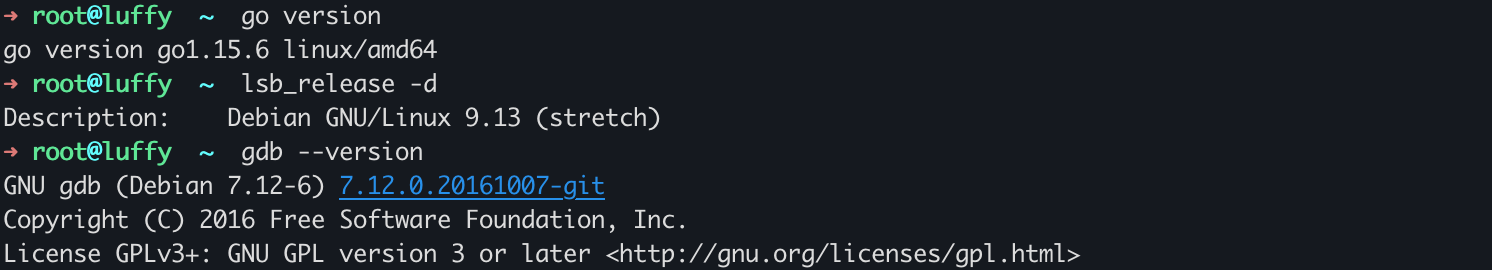 ➜ root@luffy ~ go version
go version go1.15.6 linux/amd64
➜ root@luffy ~ lsb_release -d
Description:    Debian GNU/Linux 9.13 (stretch)
➜ root@luffy ~ gdb --version
GNU gdb (Debian 7.12-6) 7.12.0.20161007-git
Copyright (C) 2016 Free Software Foundation, Inc.
License GPLv3+: GNU GPL version 3 or later <http://gnu.org/licenses/gpl.html>